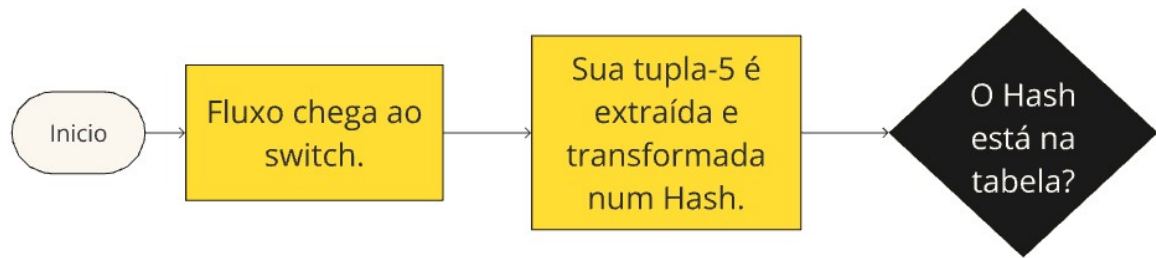 Inicio
Fluxo chega ao
switch.
Sua tupla-5 é
extraída e
transformada
num Hash.
O Hash
está na
tabela?